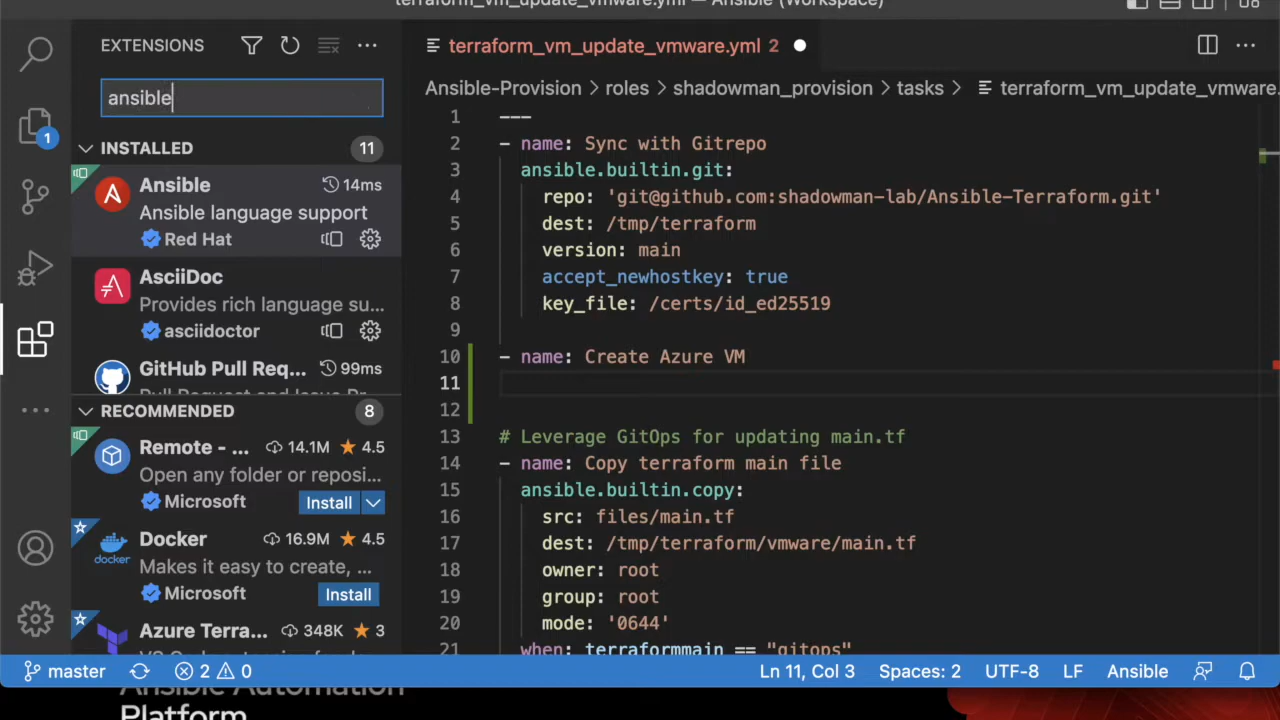 terraform_vm_update_vmware.yml — Ansible (Workspace)
EXTENSIONS
ansible
INSTALLED 11
Ansible 14ms
Ansible language support
Red Hat
AsciiDoc
Provides rich language su...
asciidoctor
GitHub Pull Req... 99ms
RECOMMENDED 8
Remote - ... 14.1M 4.5
Open any folder or reposi...
Microsoft Install
Docker 16.9M 4.5
docker
Makes it easy to create, ...
Microsoft Install
Azure Terra... 348K 3
1
terraform_vm_update_vmware.yml 2
Ansible-Provision > roles > shadowman_provision > tasks > terraform_vm_update_vmware.
1 ---
2 - name: Sync with Gitrepo
3 ansible.builtin.git:
4 repo: 'git@github.com:shadowman-lab/Ansible-Terraform.git'
5 dest: /tmp/terraform
6 version: main
7 accept_newhostkey: true
8 key_file: /certs/id_ed25519
9
10 - name: Create Azure VM
11
12
13 # Leverage GitOps for updating main.tf
14 - name: Copy terraform main file
15 ansible.builtin.copy:
16 src: files/main.tf
17 dest: /tmp/terraform/vmware/main.tf
18 owner: root
19 group: root
20 mode: '0644'
21 when: terraformmain == "gitops"
master 2 0 Ln 11, Col 3 Spaces: 2 UTF-8 LF Ansible
Ansible Automation
Platform